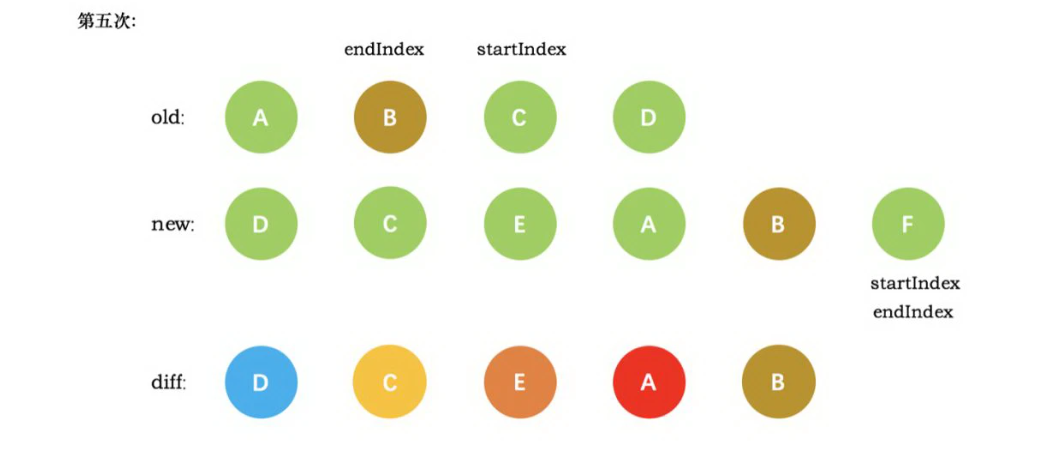 第五次:
endIndex startIndex
old: A B C D
new: D C E A B F
startIndex
endIndex
diff: D C E A B